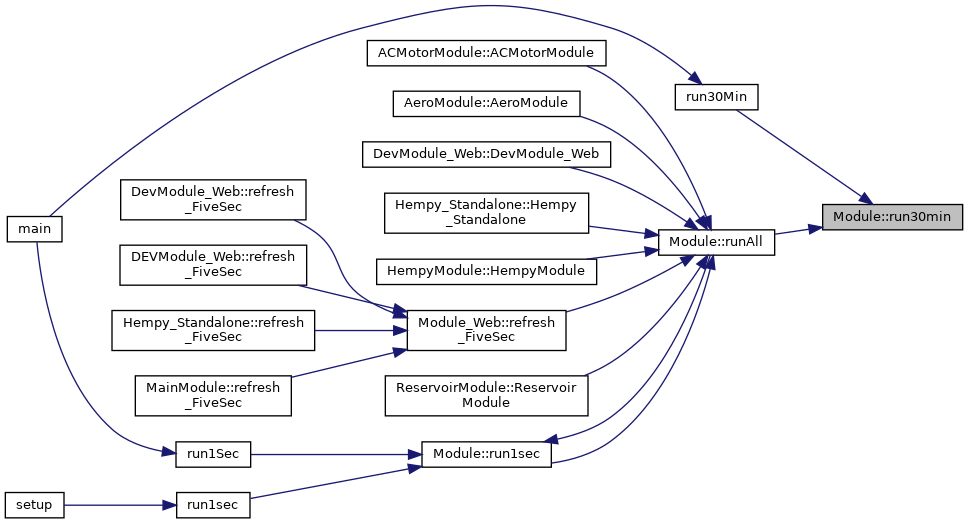 ACMotorModule::ACMotorModule
run30Min
AeroModule::AeroModule
DevModule_Web::DevModule_Web
DevModule_Web::refresh
_FiveSec
Hempy_Standalone::Hempy
_Standalone
Module::run30min
main
Module::runAll
DEVModule_Web::refresh
_FiveSec
HempyModule::HempyModule
Hempy_Standalone::refresh
_FiveSec
Module_Web::refresh
_FiveSec
MainModule::refresh
_FiveSec
ReservoirModule::Reservoir
Module
run1Sec
Module::run1sec
setup
run1sec